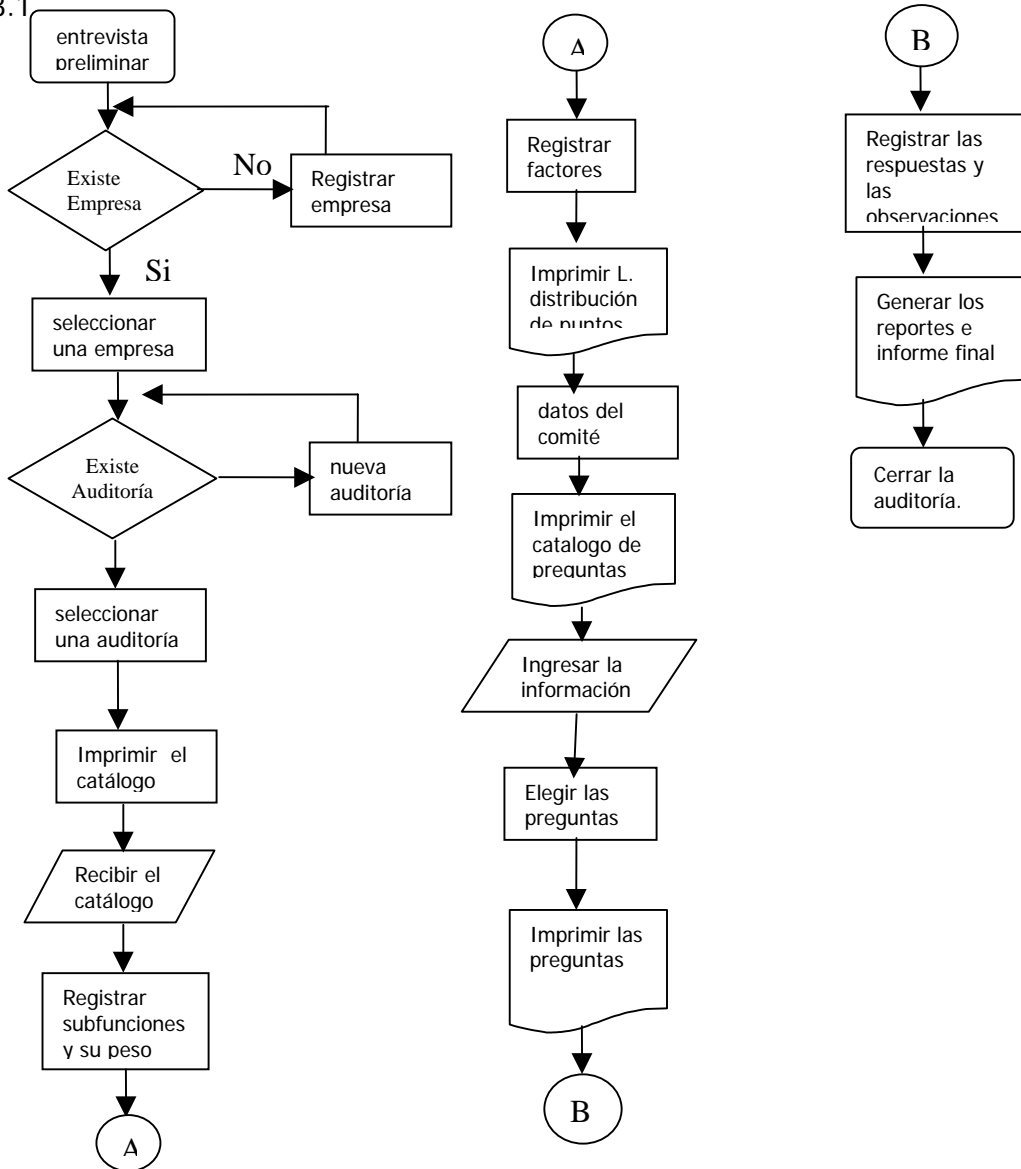 3.1
entrevista
preliminar
Existe
Empresa
No
Registrar
empresa
Si
seleccionar
una empresa
Existe
Auditoría
nueva
auditoría
seleccionar
una auditoría
Imprimir el
catálogo
Recibir el
catálogo
Registrar
subfunciones
y su peso
A
A
Registrar
factores
Imprimir L.
distribución
de puntos
datos del
comité
Imprimir el
catalogo de
preguntas
Ingresar la
información
Elegir las
preguntas
Imprimir las
preguntas
B
B
Registrar las
respuestas y
las
observaciones
Generar los
reportes e
informe final
Cerrar la
auditoría.